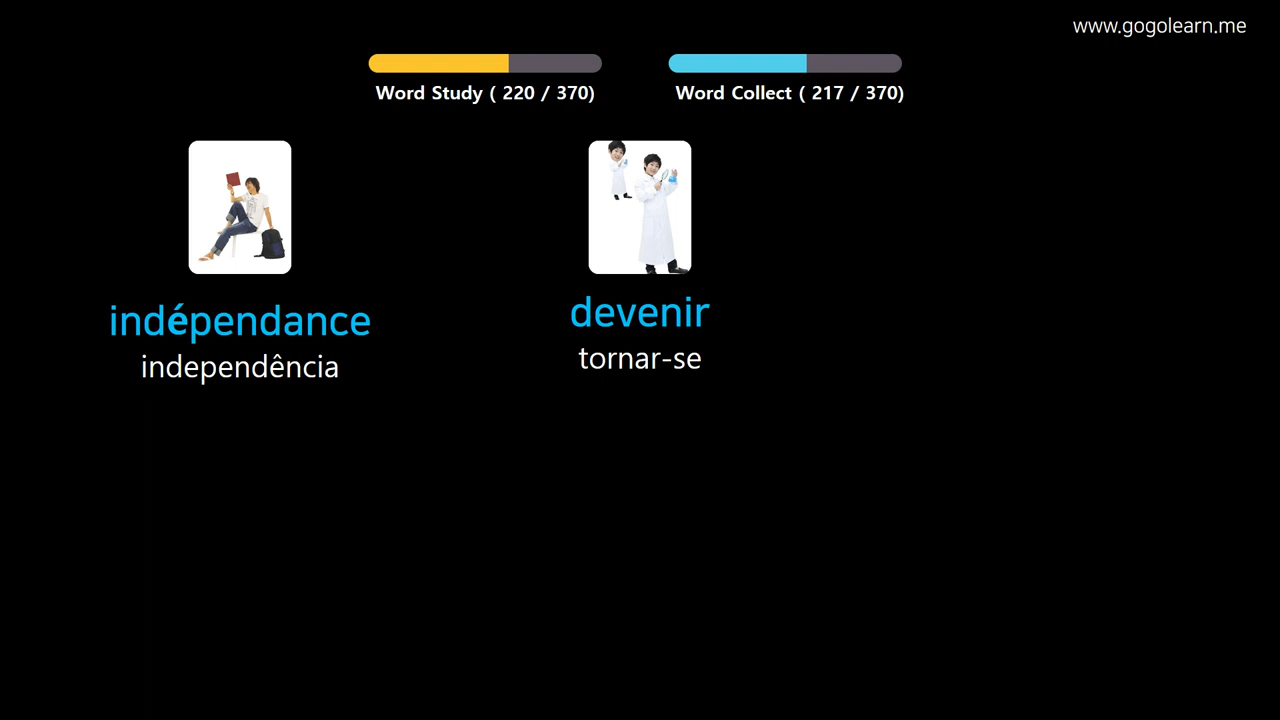 www.gogolearn.me
Word Study ( 220 / 370)
Word Collect ( 217 / 370)
indépendance
independência
devenir
tornar-se